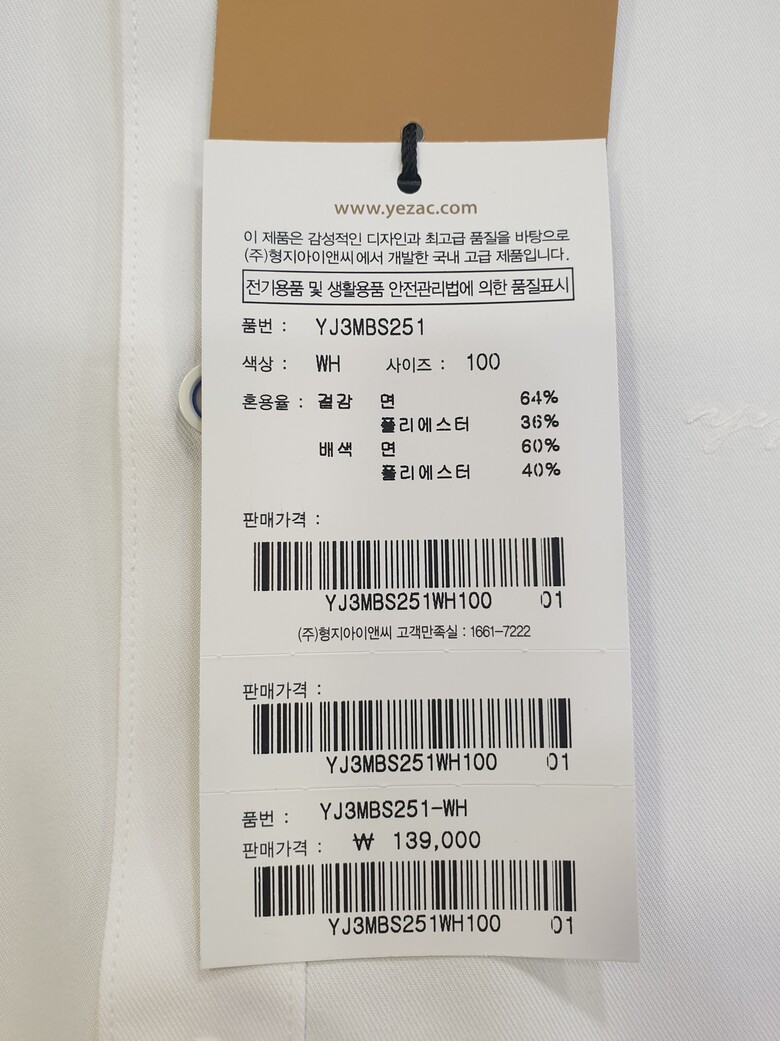 www.yezac.com
이 제품은 감성적인 디자인과 최고급 품질을 바탕으로
(주)형지아이앤씨에서 개발한 국내 고급 제품입니다.
전기용품 및 생활용품 안전관리법에 의한 품질표시
품번 : YJ3MBS251
색상 : WH 사이즈 : 100
혼용율 : 겉감 면 64%
폴리에스터 36%
배색 면 60%
폴리에스터 40%
판매가격 :
YJ3MBS251WH100 01
(주)형지아이앤씨 고객만족실 : 1661-7222
판매가격 :
YJ3MBS251WH100 01
품번 : YJ3MBS251-WH
판매가격 : ₩ 139,000
YJ3MBS251WH100 01